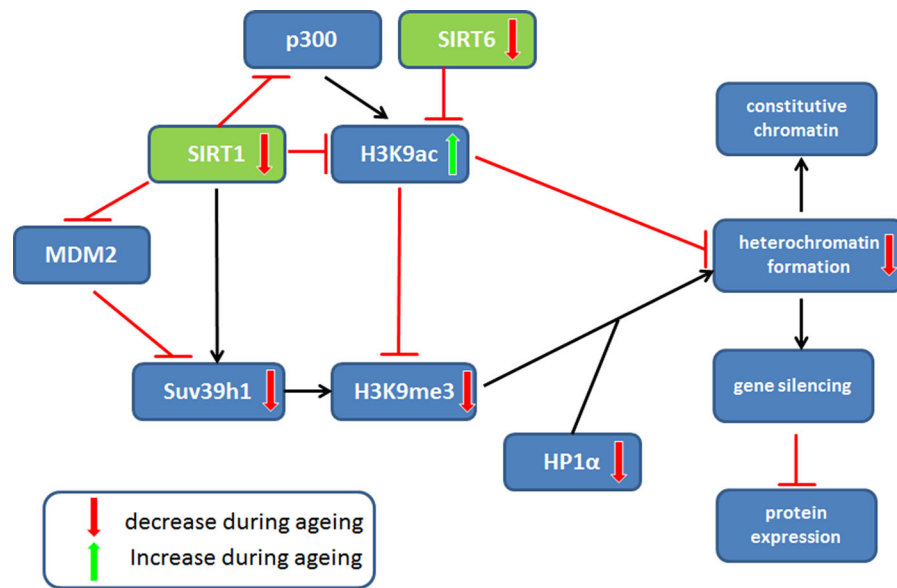 p300
SIRT6
constitutive
chromatin
SIRT1
H3K9ac
MDM2
heterochromatin
formation
Suv39h1
H3K9me3
gene silencing
HP1α
protein
expression
decrease during ageing
Increase during ageing